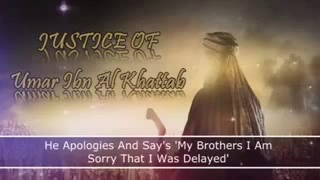 JUSTICE OF
Umar Ibn Al Khattab
He Apologies And Say's 'My Brothers I Am
Sorry That I Was Delayed'